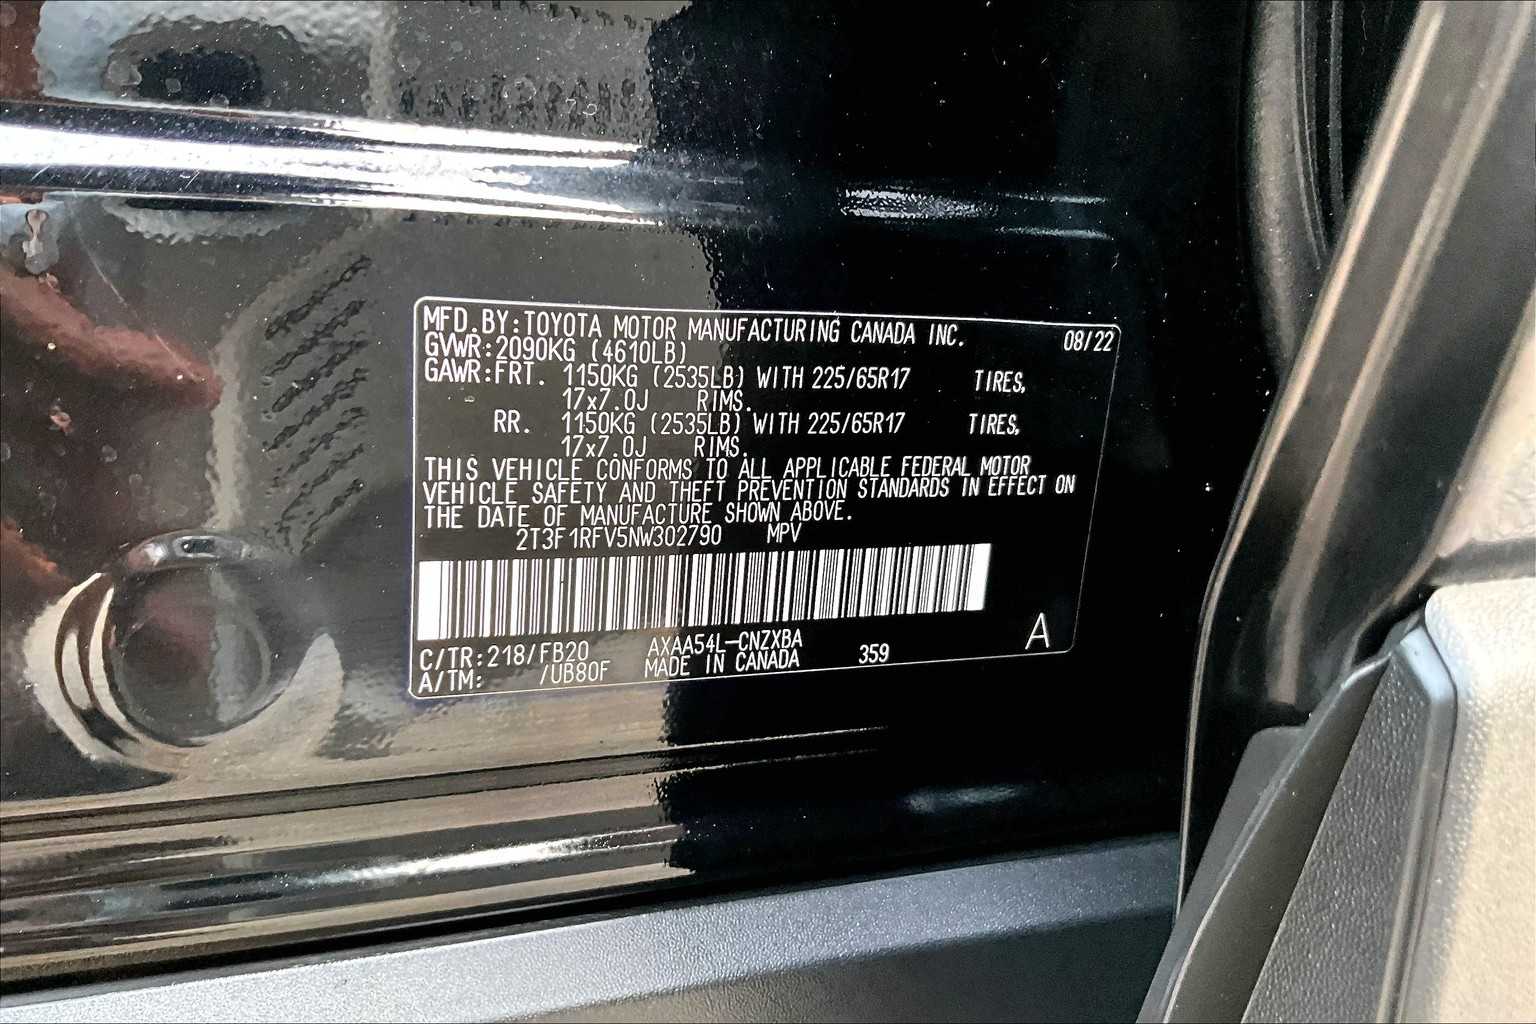 MFD.BY:TOYOTA MOTOR MANUFACTURING CANADA INC. 08/22
GVWR:2090KG (4610LB)
GAWR:FRT. 1150KG (2535LB) WITH 225/65R17 TIRES,
17x7.0J RIMS.
RR. 1150KG (2535LB) WITH 225/65R17 TIRES,
17x7.0J RIMS.
THIS VEHICLE CONFORMS TO ALL APPLICABLE FEDERAL MOTOR
VEHICLE SAFETY AND THEFT PREVENTION STANDARDS IN EFFECT ON
THE DATE OF MANUFACTURE SHOWN ABOVE.
2T3F1RFV5NW302790 MPV
C/TR:218/FB20 AXAA54L-CNZXBA 359 A
A/TM: /UB80F MADE IN CANADA